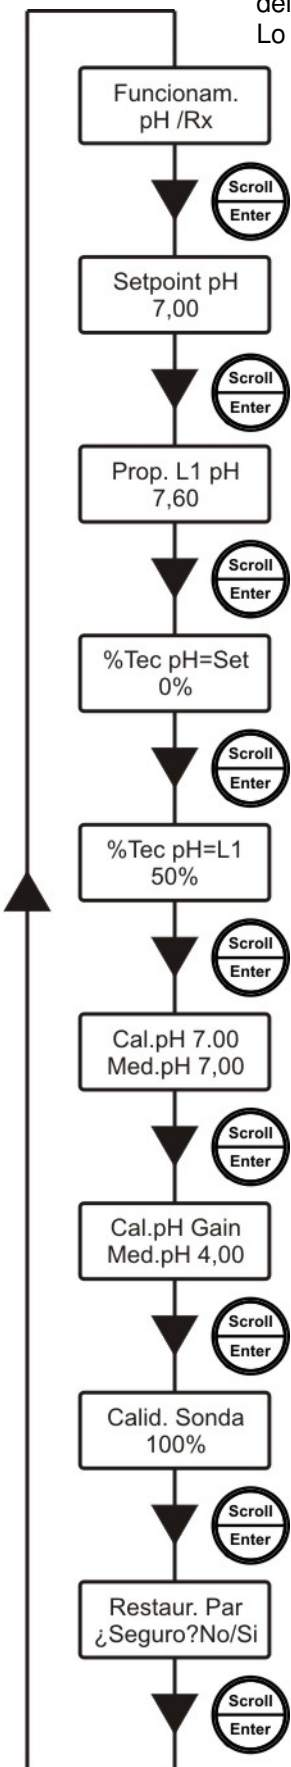 del
Lo
Funcionam.
pH /Rx
Scroll
Enter
Setpoint pH
7,00
Scroll
Enter
Prop. L1 pH
7,60
Scroll
Enter
%Tec pH=Set
0%
Scroll
Enter
%Tec pH=L1
50%
Scroll
Enter
Cal.pH 7.00
Med.pH 7,00
Scroll
Enter
Cal.pH Gain
Med.pH 4,00
Scroll
Enter
Calid. Sonda
100%
Scroll
Enter
Restaur. Par
¿Seguro?No/Si
Scroll
Enter